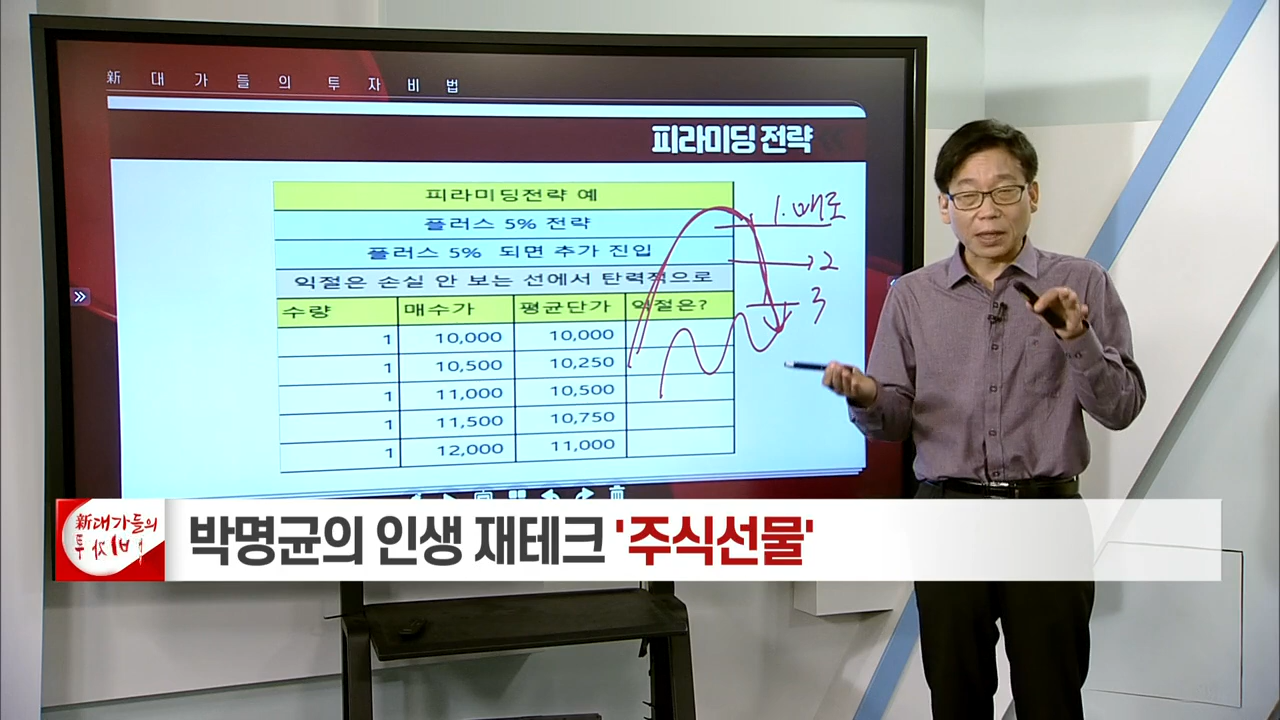 新 대 가 들 의 투 자 비 법
피라미딩 전략
피라미딩전략 예
플러스 5% 전략
플러스 5% 되면 추가 진입
익절은 손실 안 보는 선에서 탄력적으로
수량 매수가 평균단가 익절은?
1 10,000 10,000
1 10,500 10,250
1 11,000 10,500
1 11,500 10,750
1 12,000 11,000
1. 매도
2
3
新대가들의
박명균의 인생 재테크 '주식선물'